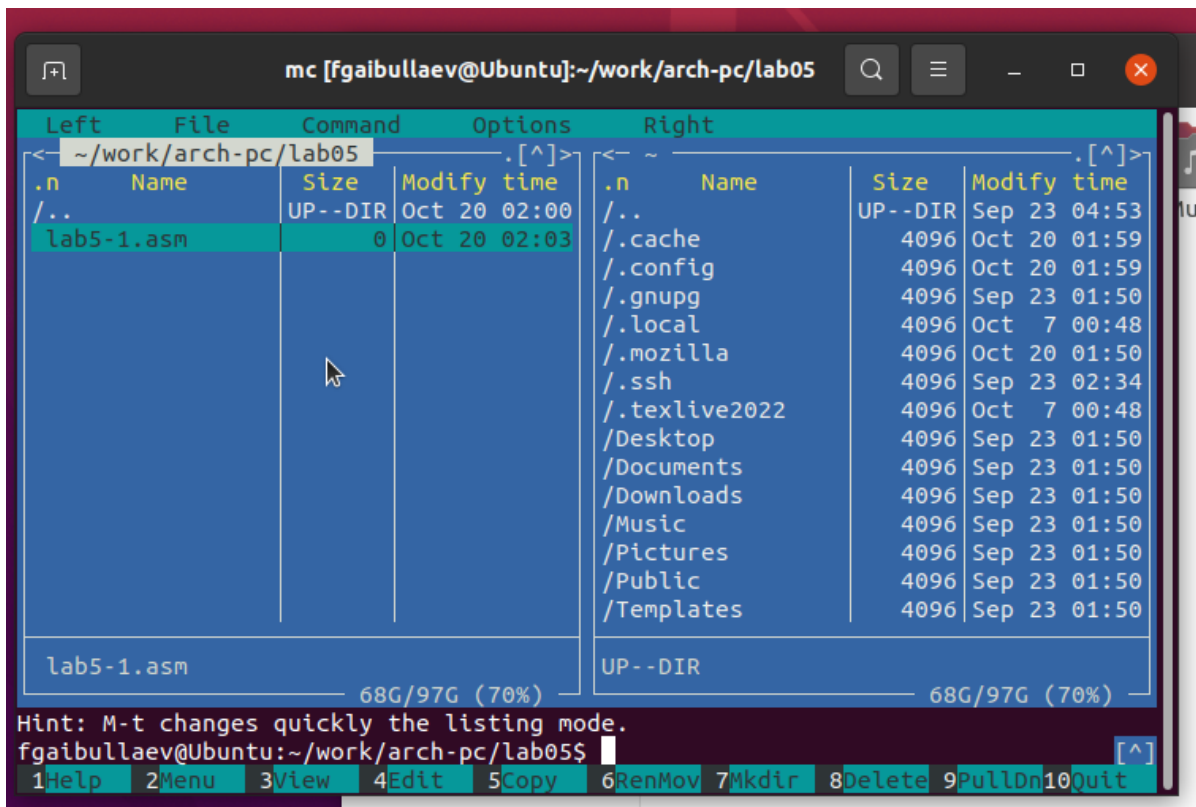 mc [fgaibullaev@Ubuntu]:~/work/arch-pc/lab05
Left File Command Options Right
<─ ~/work/arch-pc/lab05 ─.[^]>
.n Name Size Modify time
/.. UP--DIR Oct 20 02:00
lab5-1.asm 0 Oct 20 02:03
lab5-1.asm
68G/97G (70%)
<─ ~ ─.[^]>
.n Name Size Modify time
/.. UP--DIR Sep 23 04:53
/.cache 4096 Oct 20 01:59
/.config 4096 Oct 20 01:59
/.gnupg 4096 Sep 23 01:50
/.local 4096 Oct 7 00:48
/.mozilla 4096 Oct 20 01:50
/.ssh 4096 Sep 23 02:34
/.texlive2022 4096 Oct 7 00:48
/Desktop 4096 Sep 23 01:50
/Documents 4096 Sep 23 01:50
/Downloads 4096 Sep 23 01:50
/Music 4096 Sep 23 01:50
/Pictures 4096 Sep 23 01:50
/Public 4096 Sep 23 01:50
/Templates 4096 Sep 23 01:50
UP--DIR
68G/97G (70%)
Hint: M-t changes quickly the listing mode.
fgaibullaev@Ubuntu:~/work/arch-pc/lab05$ [^]
1Help 2Menu 3View 4Edit 5Copy 6RenMov 7Mkdir 8Delete 9PullDn 10Quit